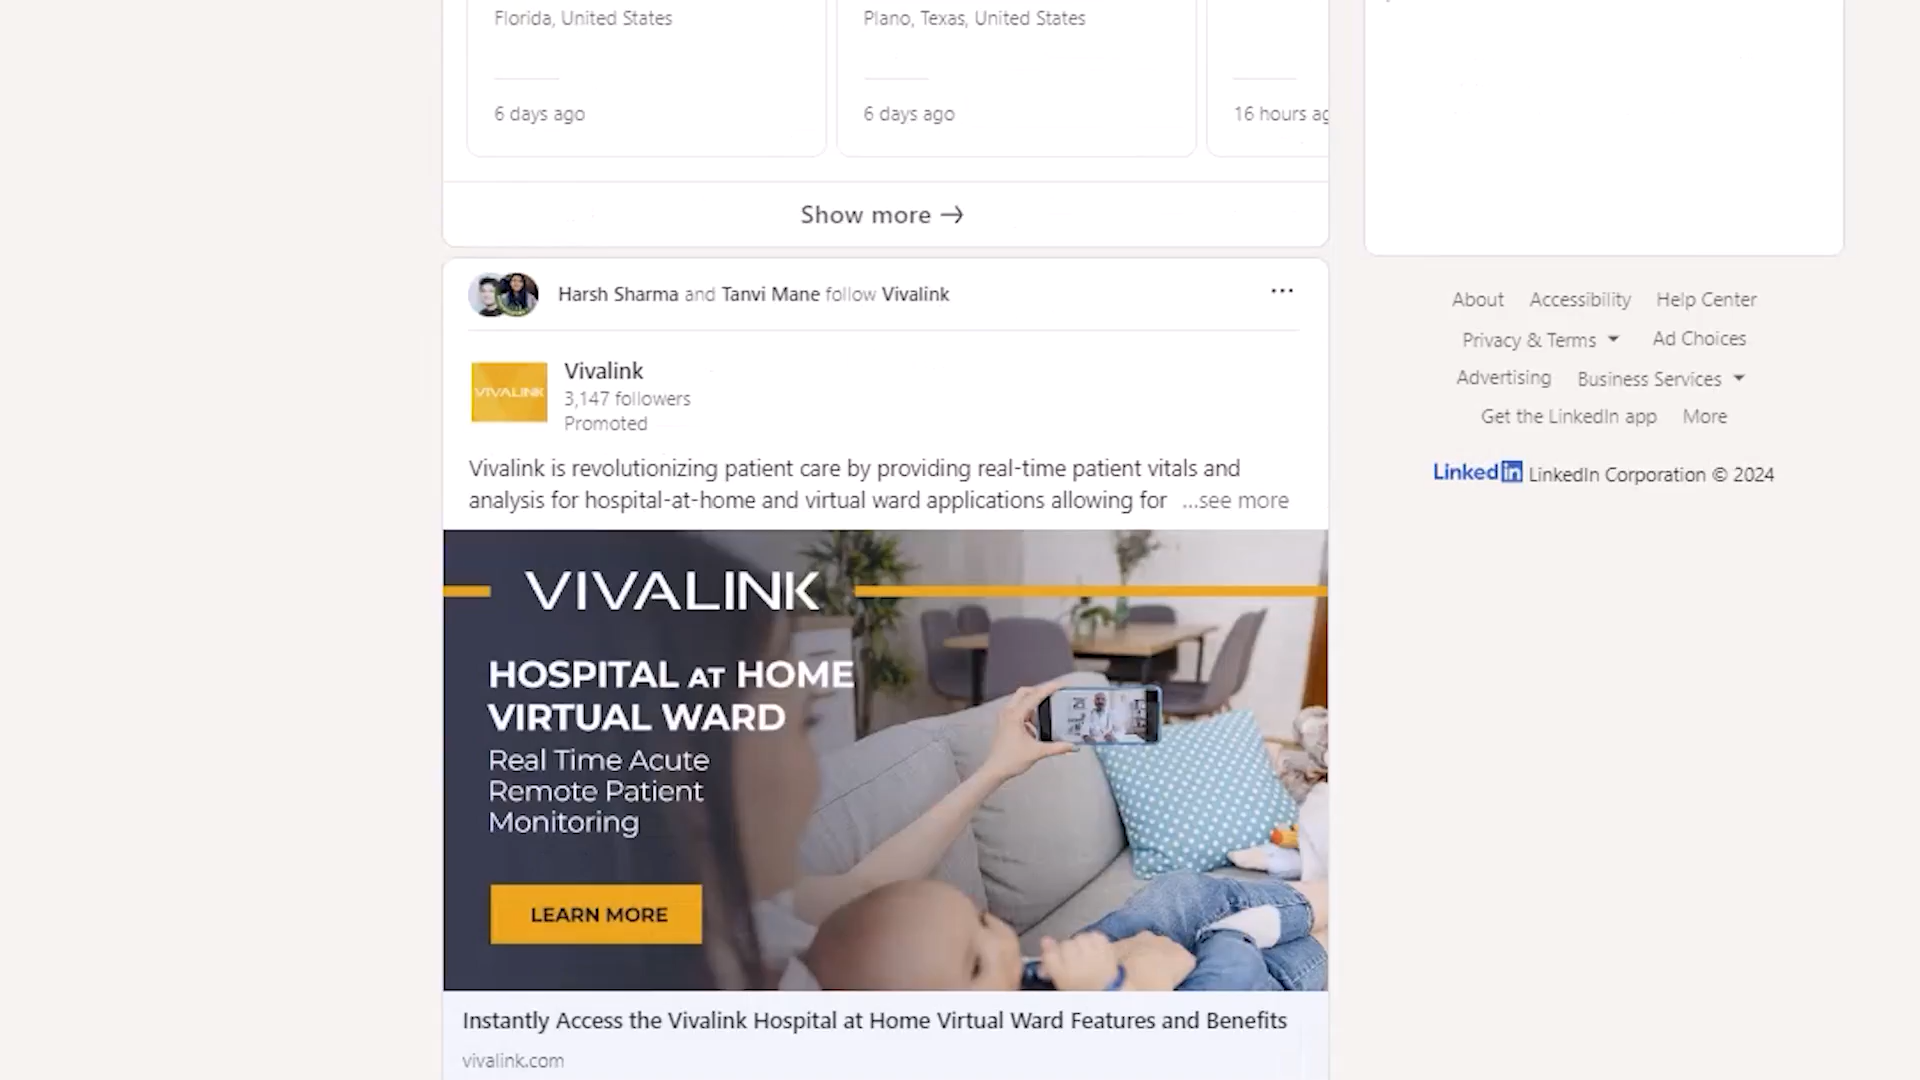 Florida, United States
Plano, Texas, United States
6 days ago
6 days ago
16 hours ag
Show more →
Harsh Sharma and Tanvi Mane follow Vivalink
...
VIVALINK
Vivalink
3,147 followers
Promoted
Vivalink is revolutionizing patient care by providing real-time patient vitals and
analysis for hospital-at-home and virtual ward applications allowing for ...see more
VIVALINK
HOSPITAL AT HOME
VIRTUAL WARD
Real Time Acute
Remote Patient
Monitoring
LEARN MORE
Instantly Access the Vivalink Hospital at Home Virtual Ward Features and Benefits
vivalink.com
About Accessibility Help Center
Privacy & Terms Ad Choices
Advertising Business Services
Get the LinkedIn app More
LinkedIn LinkedIn Corporation © 2024